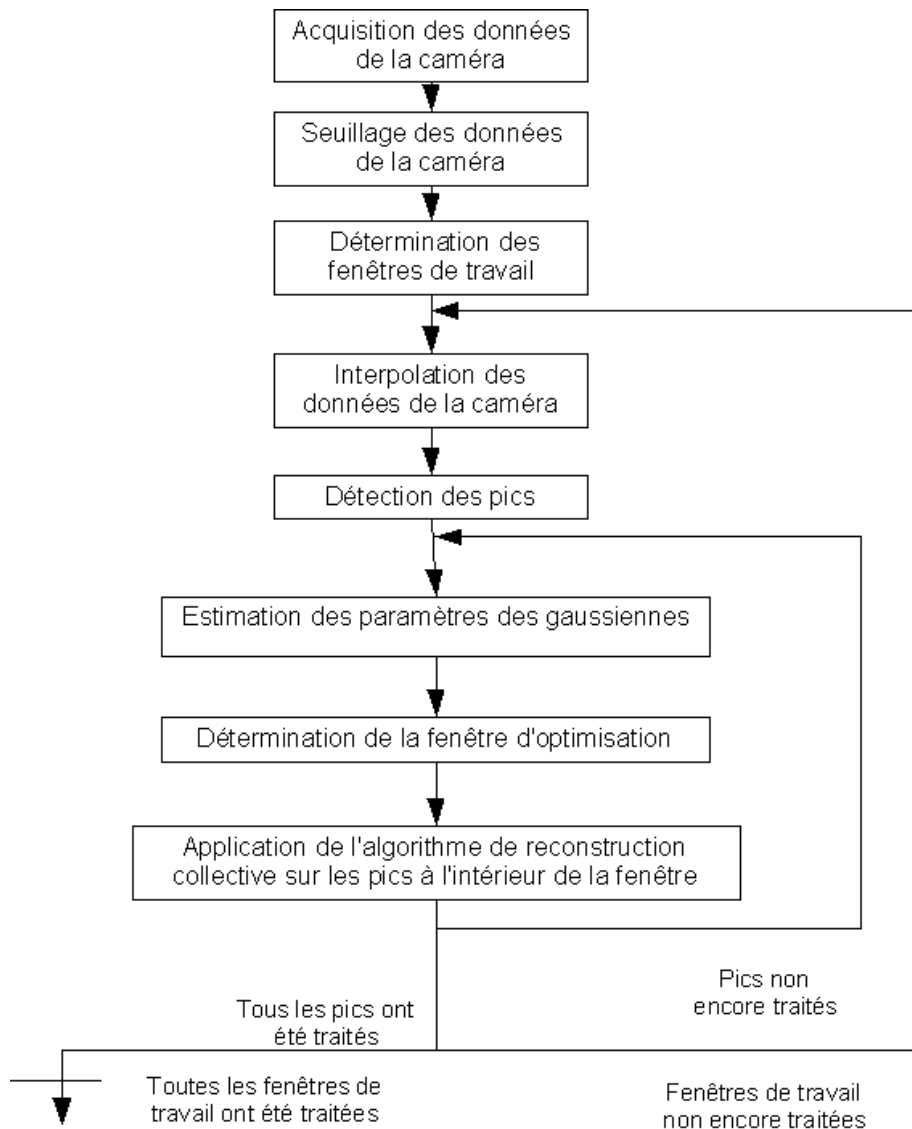 Acquisition des données
de la caméra
Seuillage des données
de la caméra
Détermination des
fenêtres de travail
Interpolation des
données de la caméra
Détection des pics
Estimation des paramètres des gaussiennes
Détermination de la fenêtre d'optimisation
Application de l'algorithme de reconstruction
collective sur les pics à l'intérieur de la fenêtre
Pics non
encore traités
Tous les pics ont
été traités
Toutes les fenêtres de
travail ont été traitées
Fenêtres de travail
non encore traitées